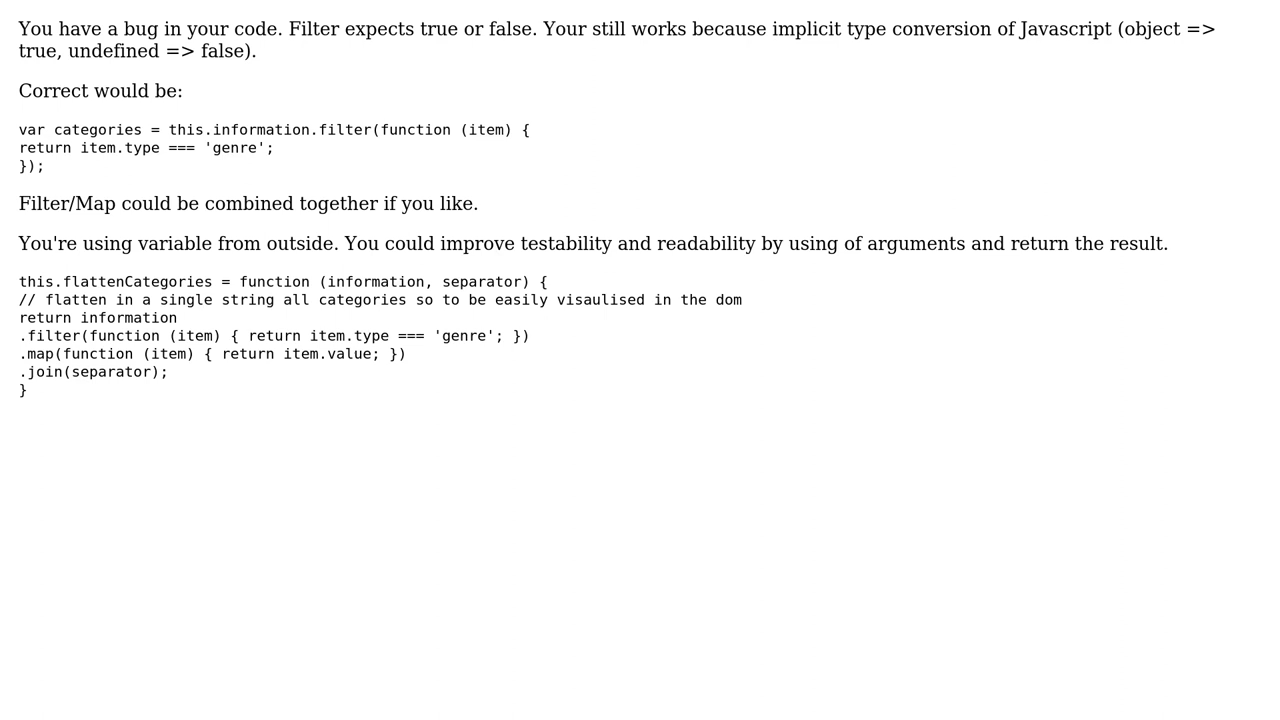 You have a bug in your code. Filter expects true or false. Your still works because implicit type conversion of Javascript (object =>
true, undefined => false).
Correct would be:
var categories = this.information.filter(function (item) {
return item.type === 'genre';
});
Filter/Map could be combined together if you like.
You're using variable from outside. You could improve testability and readability by using of arguments and return the result.
this.flattenCategories = function (information, separator) {
// flatten in a single string all categories so to be easily visaulised in the dom
return information
.filter(function (item) { return item.type === 'genre'; })
.map(function (item) { return item.value; })
.join(separator);
}